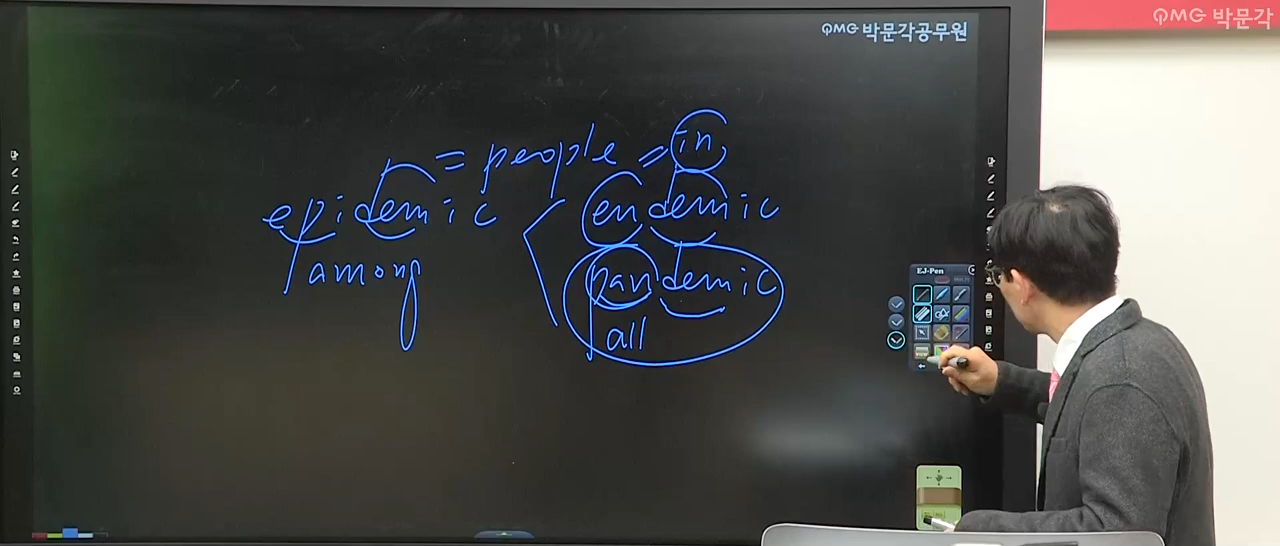 QMG 박문각
QMG 박문각공무원
= people = in
epidemic < endemic
among pandemic
all
EJ-Pen